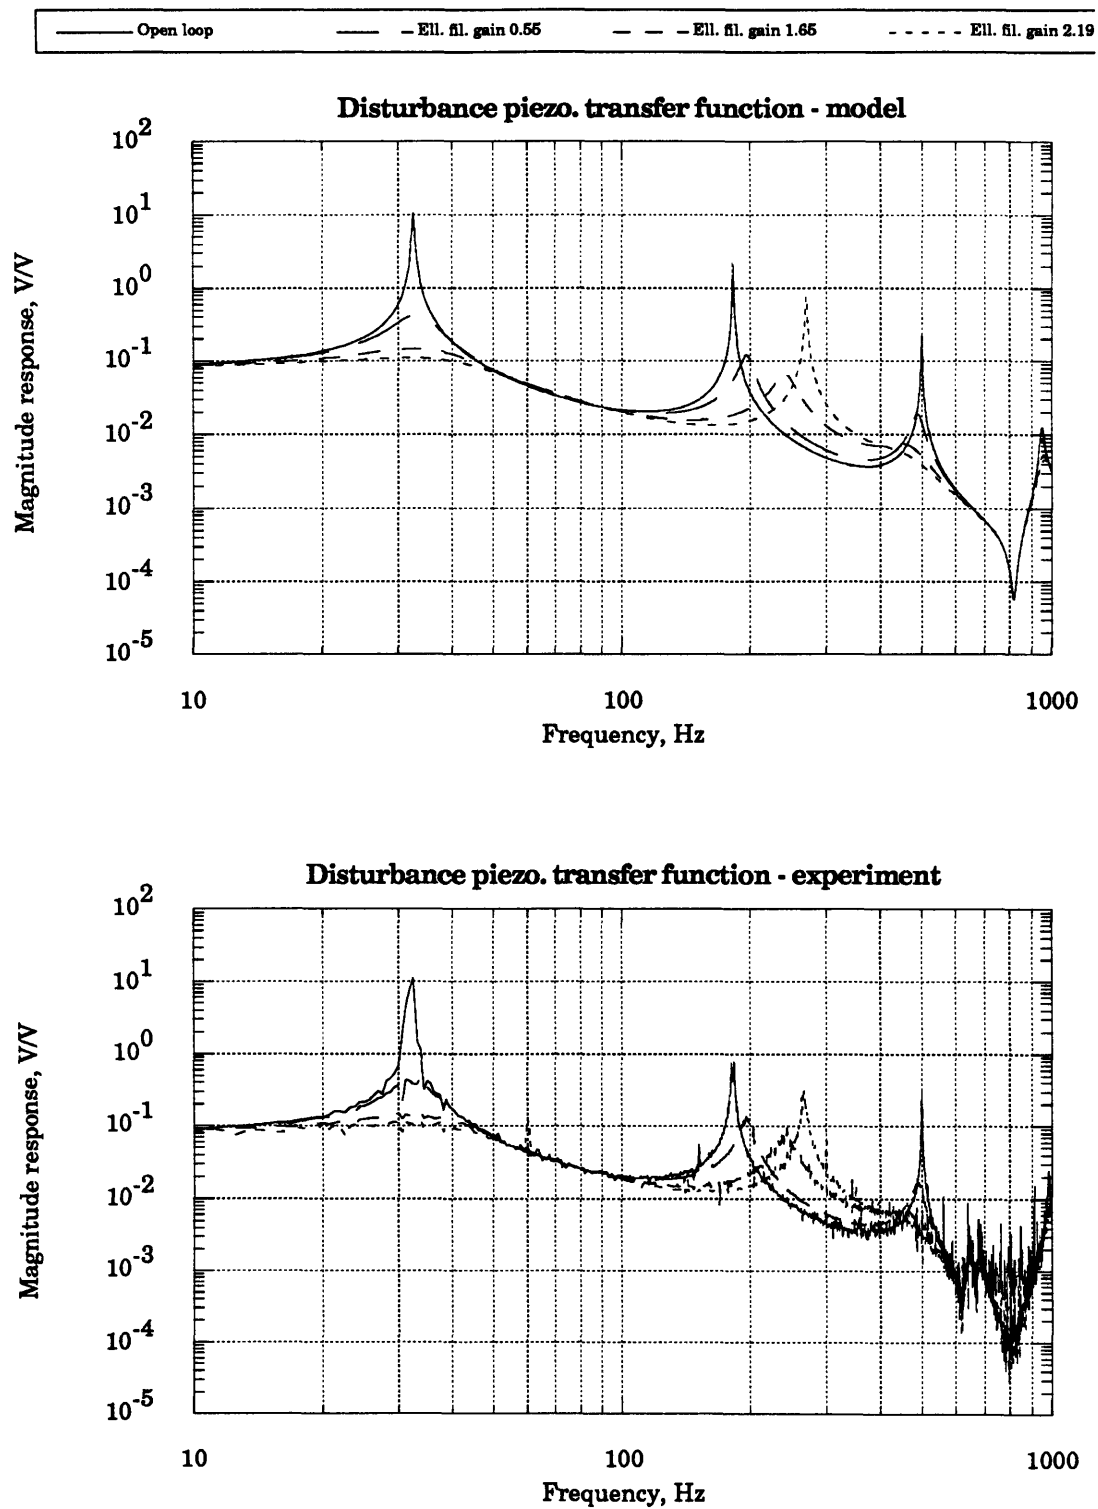 Open loop Ell. fil. gain 0.55 Ell. fil. gain 1.65 Ell. fil. gain 2.19
Disturbance piezo. transfer function - model
10^2
10^1
10^0
10^-1
10^-2
10^-3
10^-4
10^-5
Magnitude response, V/V
10 100 1000
Frequency, Hz
Disturbance piezo. transfer function - experiment
10^2
10^1
10^0
10^-1
10^-2
10^-3
10^-4
10^-5
Magnitude response, V/V
10 100 1000
Frequency, Hz